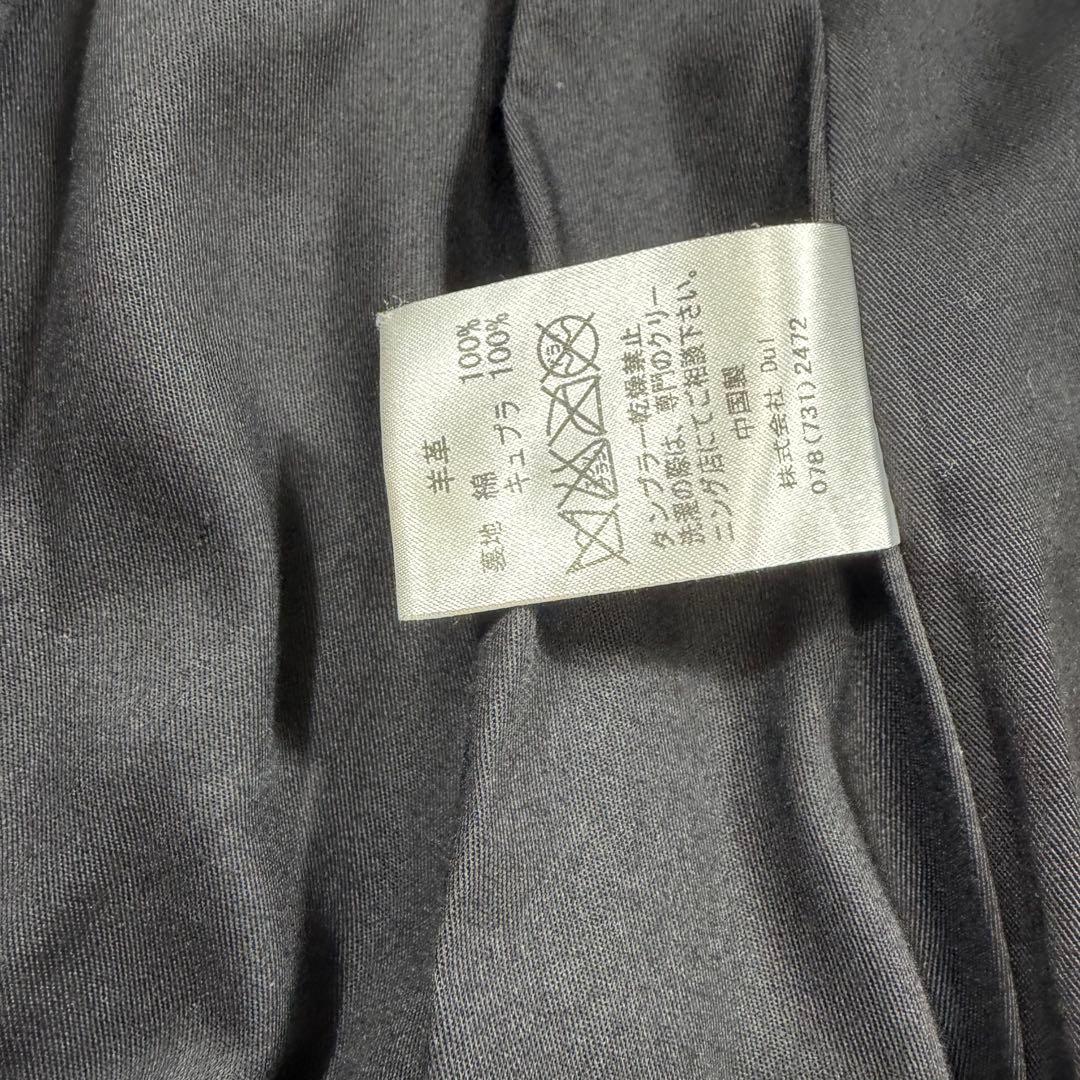 羊革
裏地 綿 100%
キュプラ 100%
タンブラー乾燥禁止
洗濯の際は、専門のクリー
ニング店にてご相談下さい。
中国製
株式会社 Dul
078(731)2472